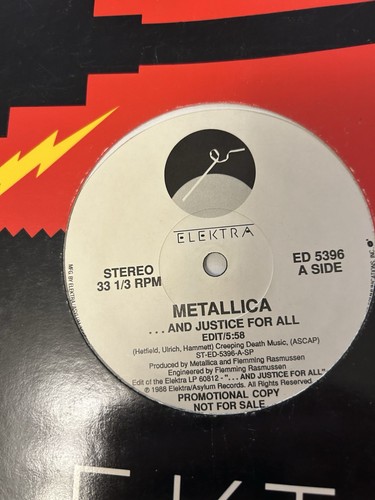 ELEKTRA
STEREO
33 1/3 RPM
ED 5396
A SIDE
METALLICA
...AND JUSTICE FOR ALL
EDIT/5:58
(Hetfield, Ulrich, Hammett) Creeping Death Music, (ASCAP)
ST-ED-5396-A-SP
Produced by Metallica and Flemming Rasmussen
Engineered by Flemming Rasmussen
Edit of the Elektra LP 60812 - "...AND JUSTICE FOR ALL"
℗ 1988 Elektra/Asylum Records. All Rights Reserved
PROMOTIONAL COPY
NOT FOR SALE
EKT